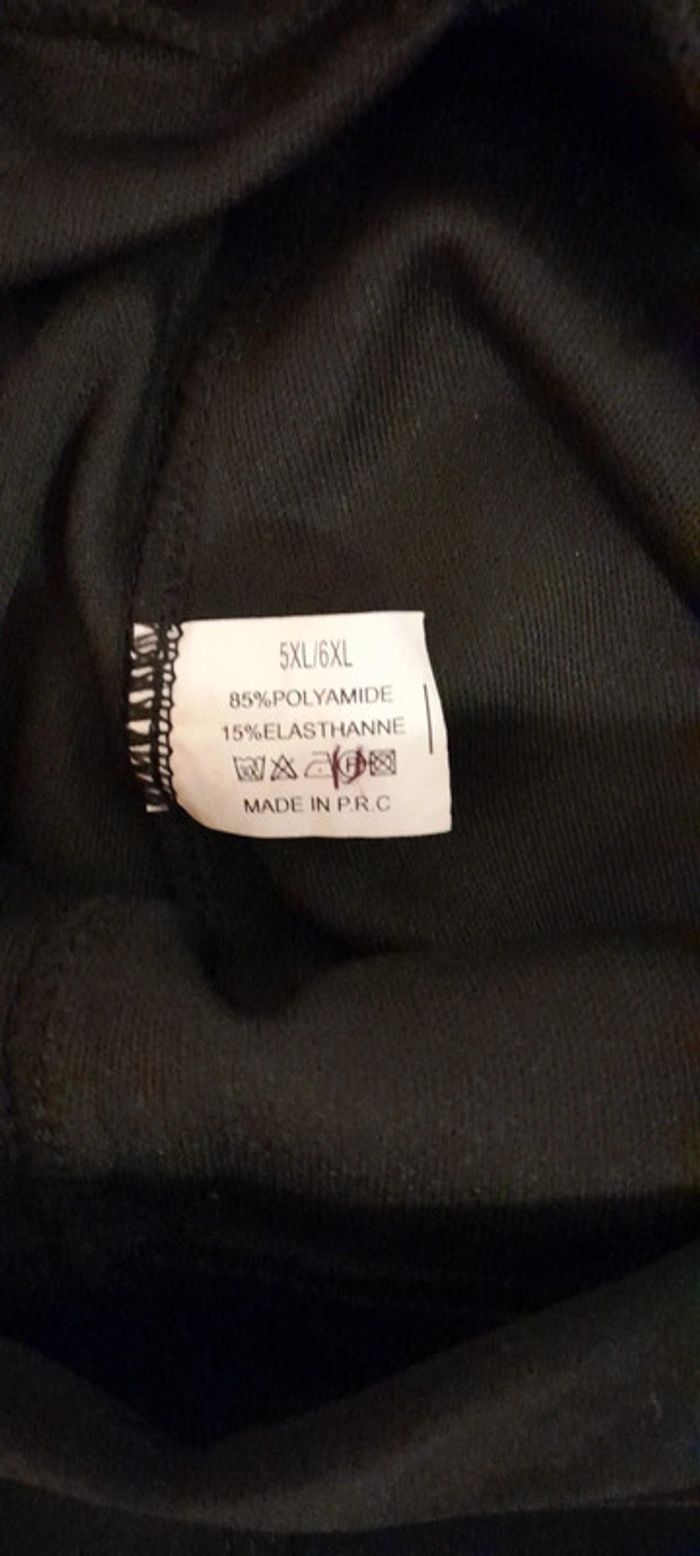 5XL/6XL
85%POLYAMIDE
15%ELASTHANNE
MADE IN P.R.C